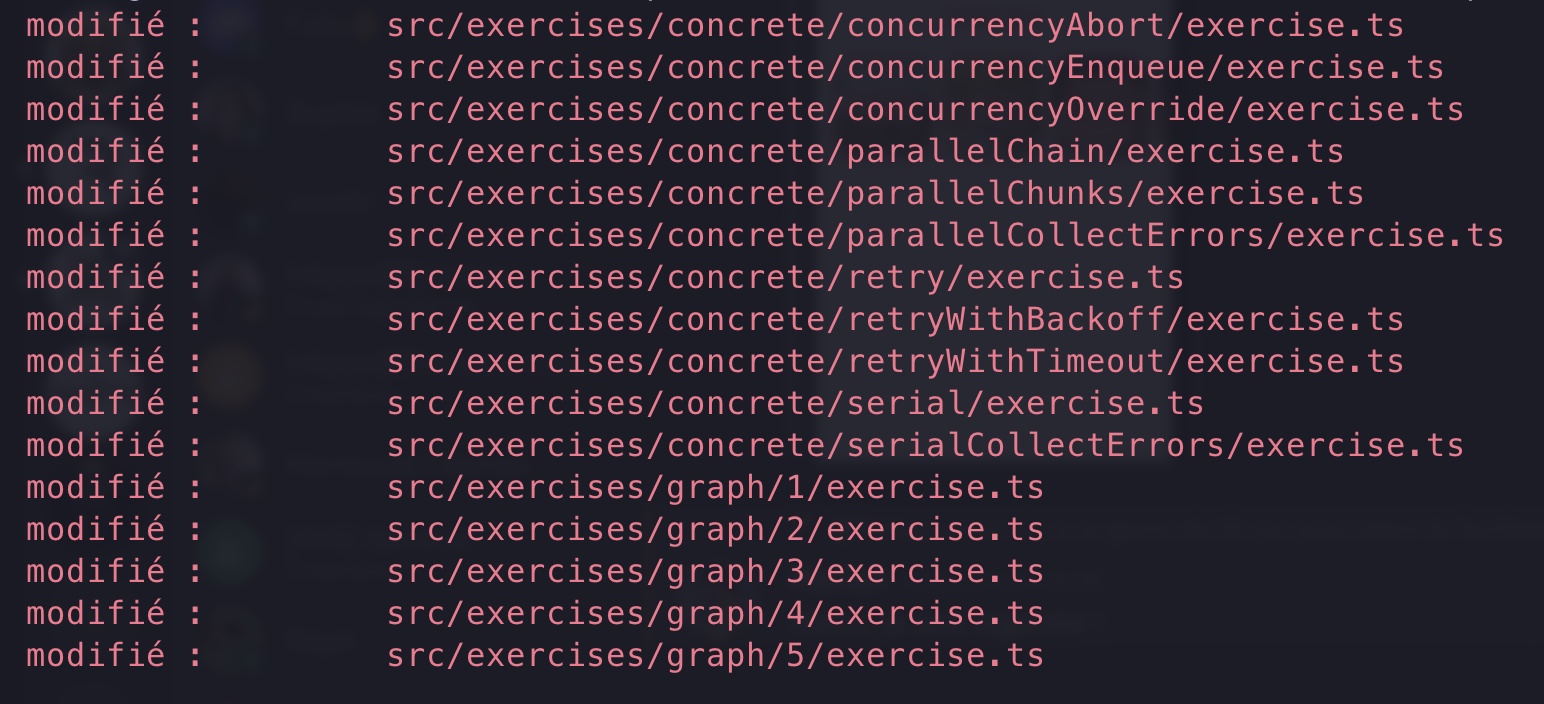 modifié :         src/exercises/concrete/concurrencyAbort/exercise.ts
modifié :         src/exercises/concrete/concurrencyEnqueue/exercise.ts
modifié :         src/exercises/concrete/concurrencyOverride/exercise.ts
modifié :         src/exercises/concrete/parallelChain/exercise.ts
modifié :         src/exercises/concrete/parallelChunks/exercise.ts
modifié :         src/exercises/concrete/parallelCollectErrors/exercise.ts
modifié :         src/exercises/concrete/retry/exercise.ts
modifié :         src/exercises/concrete/retryWithBackoff/exercise.ts
modifié :         src/exercises/concrete/retryWithTimeout/exercise.ts
modifié :         src/exercises/concrete/serial/exercise.ts
modifié :         src/exercises/concrete/serialCollectErrors/exercise.ts
modifié :         src/exercises/graph/1/exercise.ts
modifié :         src/exercises/graph/2/exercise.ts
modifié :         src/exercises/graph/3/exercise.ts
modifié :         src/exercises/graph/4/exercise.ts
modifié :         src/exercises/graph/5/exercise.ts